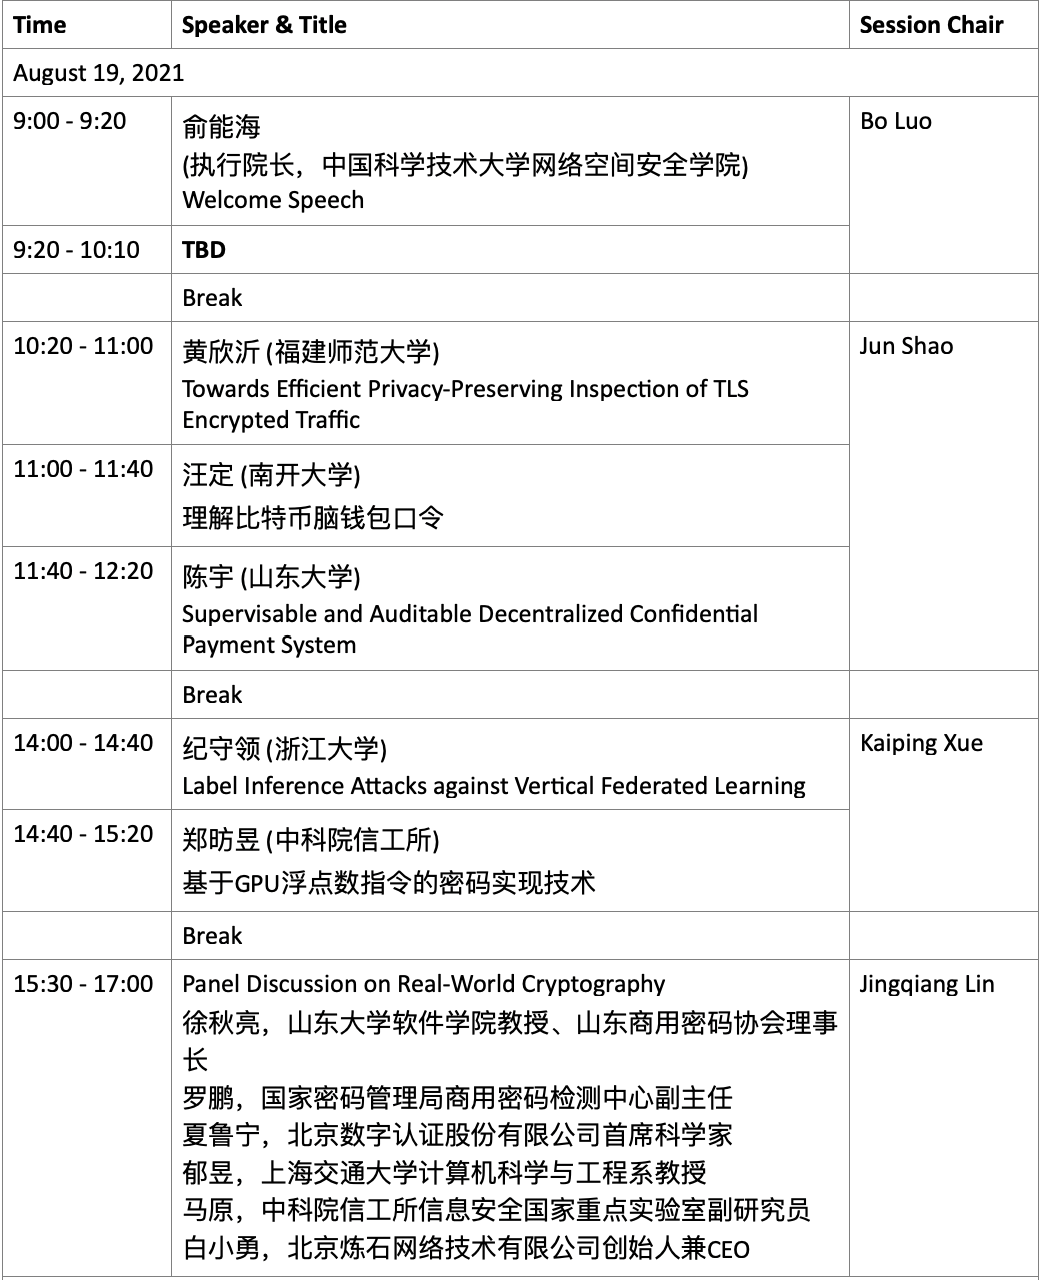 Time
Speaker & Title
Session Chair
August 19, 2021
9:00 - 9:20
俞能海
(执行院长，中国科学技术大学网络空间安全学院)
Welcome Speech
Bo Luo
9:20 - 10:10
TBD
Break
10:20 - 11:00
黄欣沂 (福建师范大学)
Towards Efficient Privacy-Preserving Inspection of TLS
Encrypted Traffic
Jun Shao
11:00 - 11:40
汪定 (南开大学)
理解比特币脑钱包口令
11:40 - 12:20
陈宇 (山东大学)
Supervisable and Auditable Decentralized Confidential
Payment System
Break
14:00 - 14:40
纪守领 (浙江大学)
Label Inference Attacks against Vertical Federated Learning
Kaiping Xue
14:40 - 15:20
郑昉昱 (中科院信工所)
基于GPU浮点数指令的密码实现技术
Break
15:30 - 17:00
Panel Discussion on Real-World Cryptography
徐秋亮，山东大学软件学院教授、山东商用密码协会理事
长
罗鹏，国家密码管理局商用密码检测中心副主任
夏鲁宁，北京数字认证股份有限公司首席科学家
郁昱，上海交通大学计算机科学与工程系教授
马原，中科院信工所信息安全国家重点实验室副研究员
白小勇，北京炼石网络技术有限公司创始人兼CEO
Jingqiang Lin